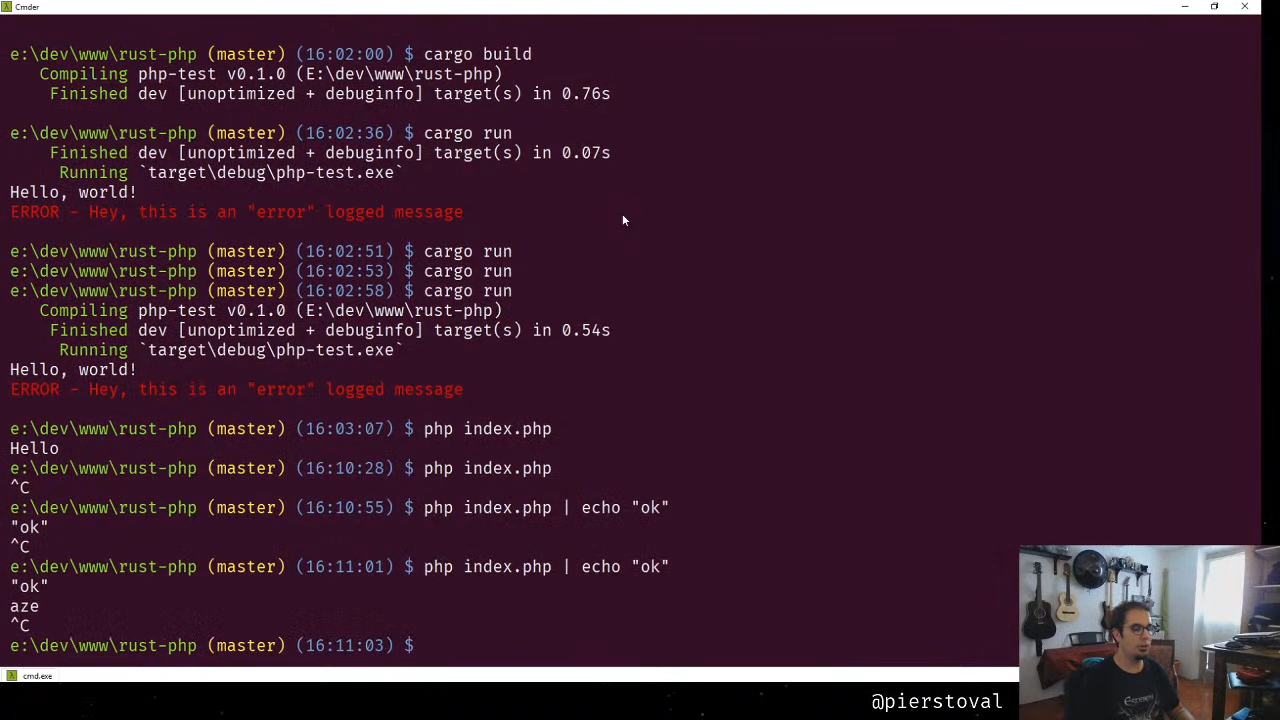 Cmder
e:\dev\www\rust-php (master) (16:02:00) $ cargo build
Compiling php-test v0.1.0 (E:\dev\www\rust-php)
Finished dev [unoptimized + debuginfo] target(s) in 0.76s
e:\dev\www\rust-php (master) (16:02:36) $ cargo run
Finished dev [unoptimized + debuginfo] target(s) in 0.07s
Running `target\debug\php-test.exe`
Hello, world!
ERROR - Hey, this is an "error" logged message
e:\dev\www\rust-php (master) (16:02:51) $ cargo run
e:\dev\www\rust-php (master) (16:02:53) $ cargo run
e:\dev\www\rust-php (master) (16:02:58) $ cargo run
Compiling php-test v0.1.0 (E:\dev\www\rust-php)
Finished dev [unoptimized + debuginfo] target(s) in 0.54s
Running `target\debug\php-test.exe`
Hello, world!
ERROR - Hey, this is an "error" logged message
e:\dev\www\rust-php (master) (16:03:07) $ php index.php
Hello
e:\dev\www\rust-php (master) (16:10:28) $ php index.php
^C
e:\dev\www\rust-php (master) (16:10:55) $ php index.php | echo "ok"
"ok"
^C
e:\dev\www\rust-php (master) (16:11:01) $ php index.php | echo "ok"
"ok"
aze
^C
e:\dev\www\rust-php (master) (16:11:03) $
cmd.exe
@pierstoval